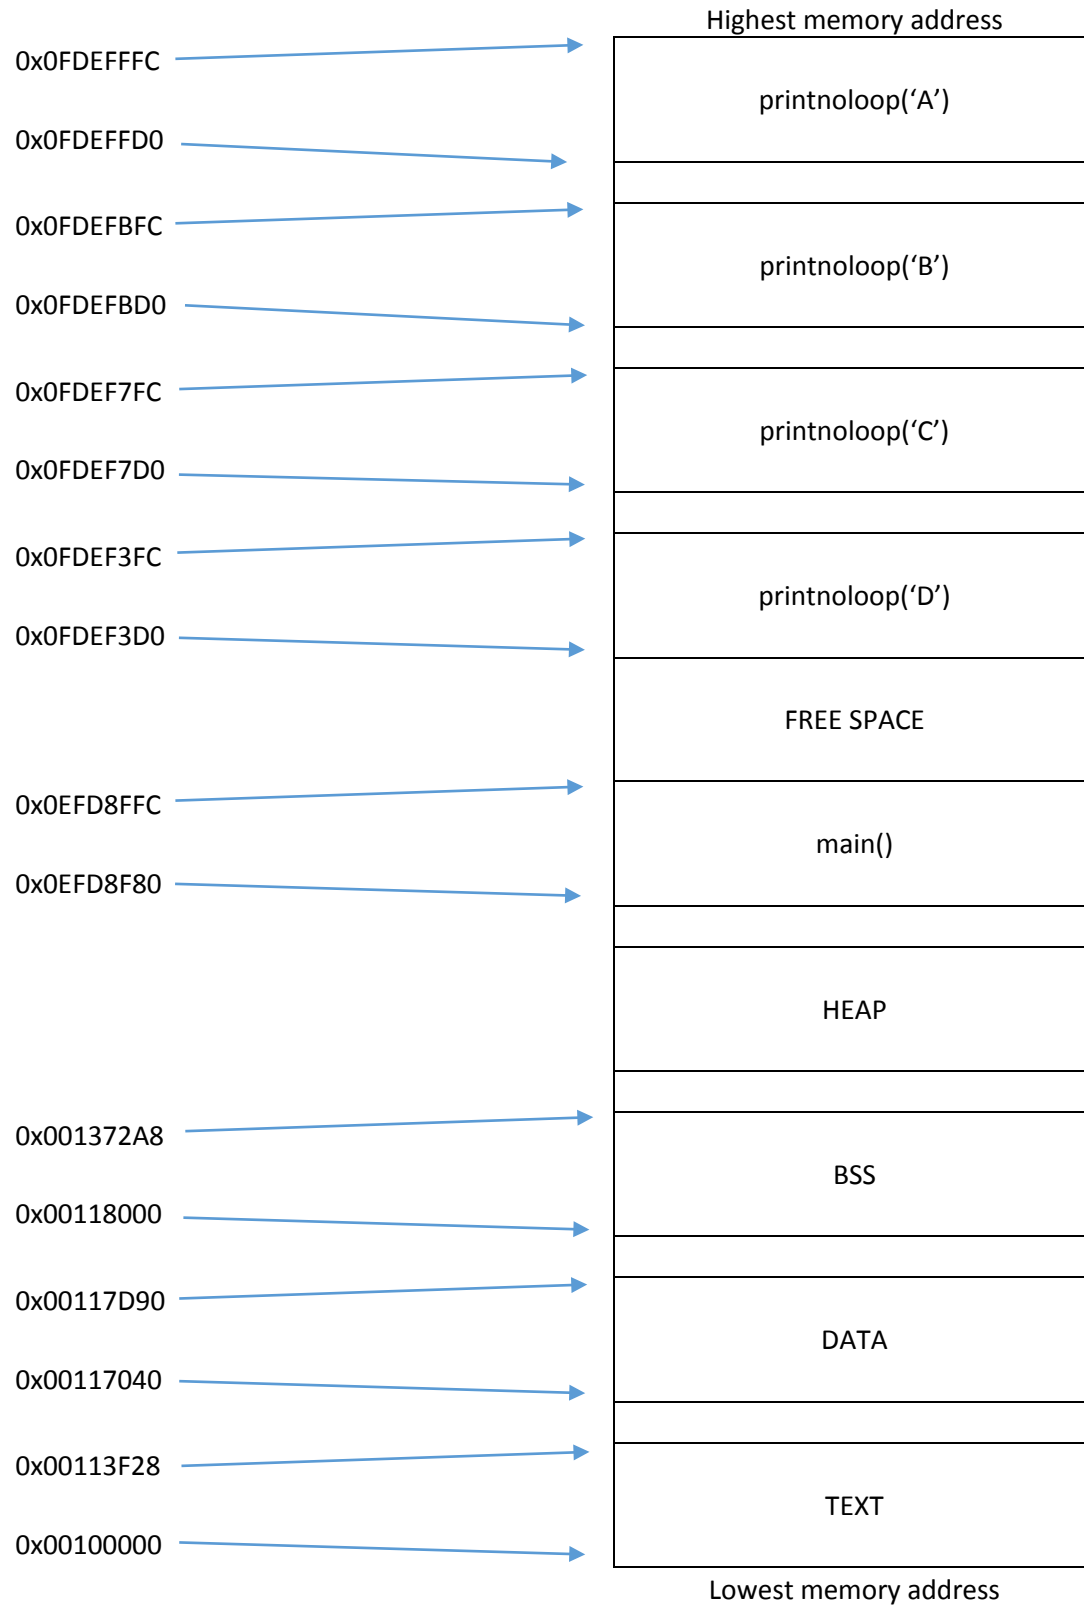 Highest memory address
0x0FDEFFFC
printnoloop(‘A’)
0x0FDEFFD0
0x0FDEFBFC
printnoloop(‘B’)
0x0FDEFBD0
0x0FDEF7FC
printnoloop(‘C’)
0x0FDEF7D0
0x0FDEF3FC
printnoloop(‘D’)
0x0FDEF3D0
FREE SPACE
0x0EFD8FFC
main()
0x0EFD8F80
HEAP
0x001372A8
BSS
0x00118000
0x00117D90
DATA
0x00117040
0x00113F28
TEXT
0x00100000
Lowest memory address